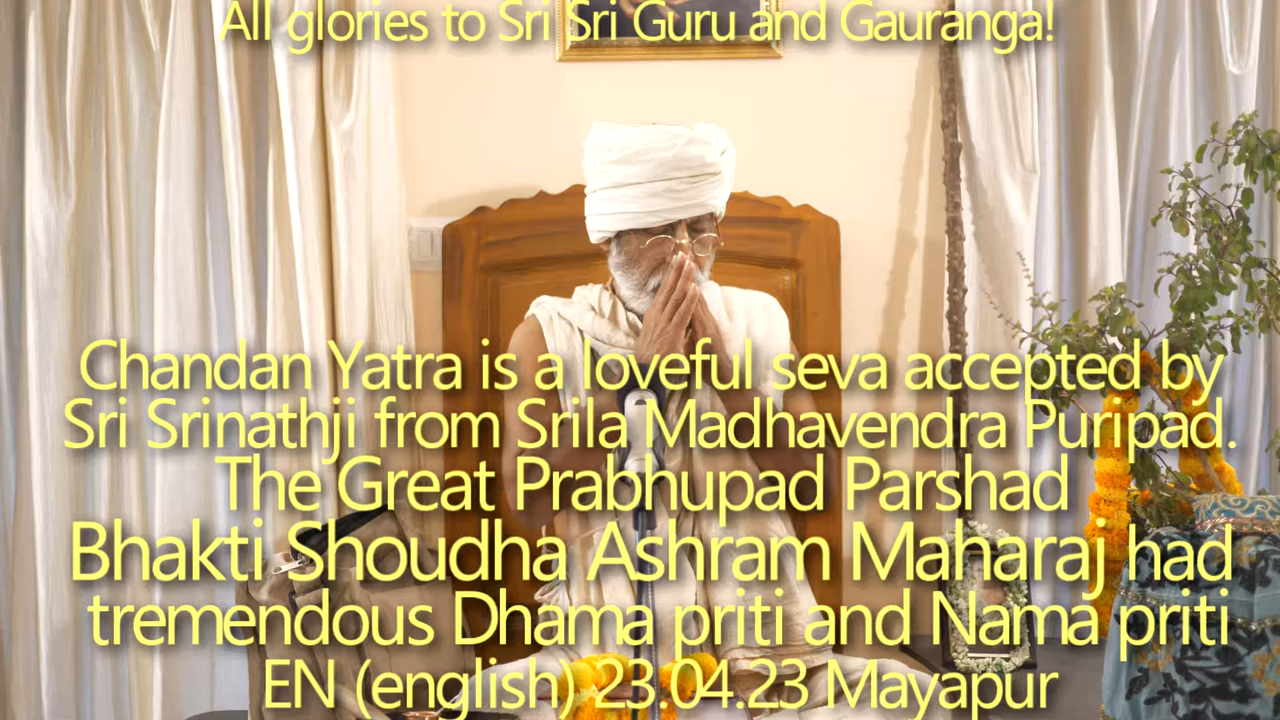 All glories to Sri Sri Guru and Gauranga!
Chandan Yatra is a loveful seva accepted by
Sri Srinathji from Srila Madhavendra Puripad.
The Great Prabhupad Parshad
Bhakti Shoudha Ashram Maharaj had
tremendous Dhama priti and Nama priti
EN (english) 23.04.23 Mayapur